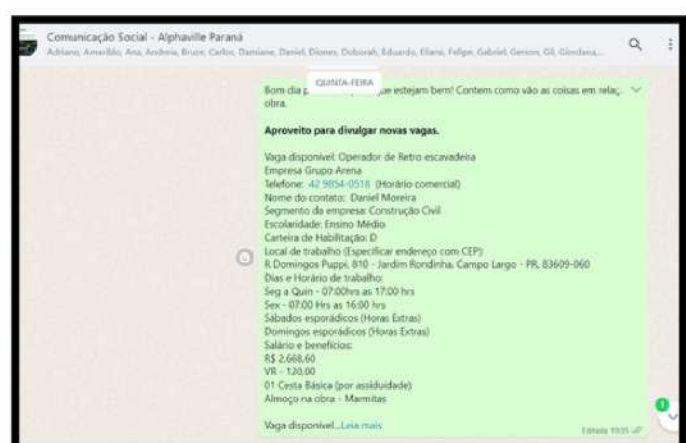 Comunicação Social - Alphaville Paraná
Adriano, Amarildo, Ana, Andreia, Bruce, Carlos, Damiane, Daniel, Diones, Deborah, Eduardo, Eliane, Felipe, Gabriel, Gerson, Gil, Giordana,...
QUINTA-FEIRA
Bom dia p que estejam bem! Contem como vão as coisas em relaç..
obra.
Aproveito para divulgar novas vagas.
Vaga disponível: Operador de Retro escavadeira
Empresa Grupo Arena
Telefone: 42 9854-0518 (Horário comercial)
Nome do contato: Daniel Moreira
Segmento da empresa: Construção Civil
Escolaridade: Ensino Médio
Carteira de Habilitação: D
Local de trabalho (Especificar endereço com CEP):
R Domingos Puppi, 810 - Jardim Rondinha, Campo Largo - PR, 83609-060
Dias e Horário de trabalho:
Seg a Quin - 07:00hrs as 17:00 hrs
Sex - 07:00 Hrs as 16:00 hrs
Sábados esporádicos (Horas Extras)
Domingos esporádicos (Horas Extras)
Salário e benefícios:
R$ 2.668,60
VR - 120,00
01 Cesta Básica (por assiduidade)
Almoço na obra - Marmitas
Vaga disponível...Leia mais
Editada 10:35
1